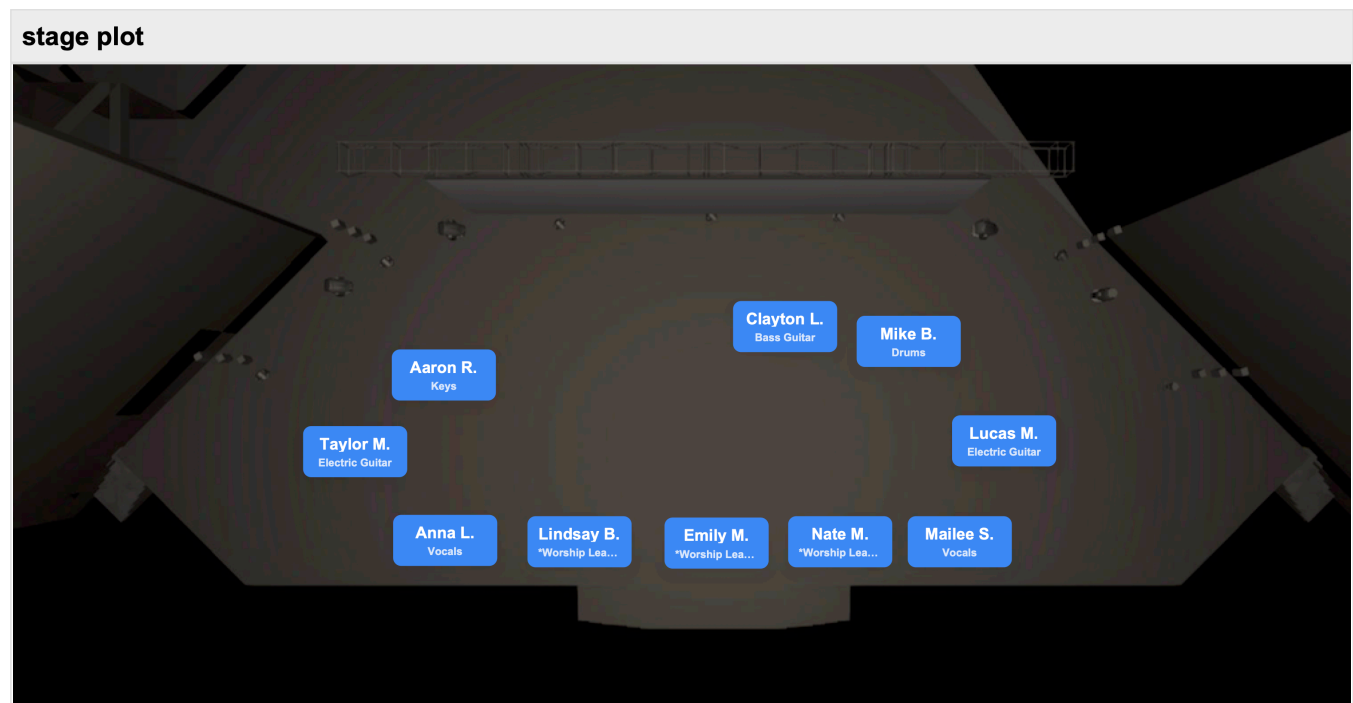 stage plot
Clayton L.
Bass Guitar
Mike B.
Drums
Aaron R.
Keys
Lucas M.
Electric Guitar
Taylor M.
Electric Guitar
Anna L.
Vocals
Lindsay B.
*Worship Lea...
Emily M.
*Worship Lea...
Nate M.
*Worship Lea...
Mailee S.
Vocals